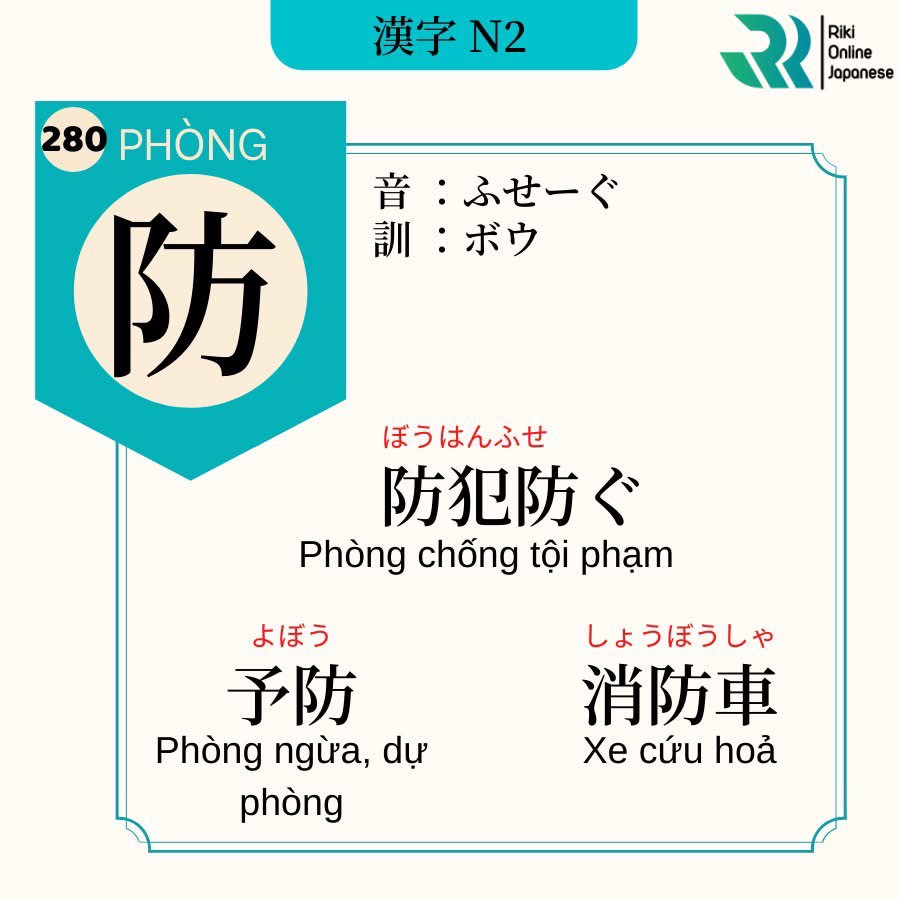 漢字 N2
Riki
Online
Japanese
280 PHÒNG
防
音 ：ふせーぐ
訓 ：ボウ
ぼうはんふせ
防犯防ぐ
Phòng chống tội phạm
よぼう
予防
Phòng ngừa, dự
phòng
しょうぼうしゃ
消防車
Xe cứu hoả